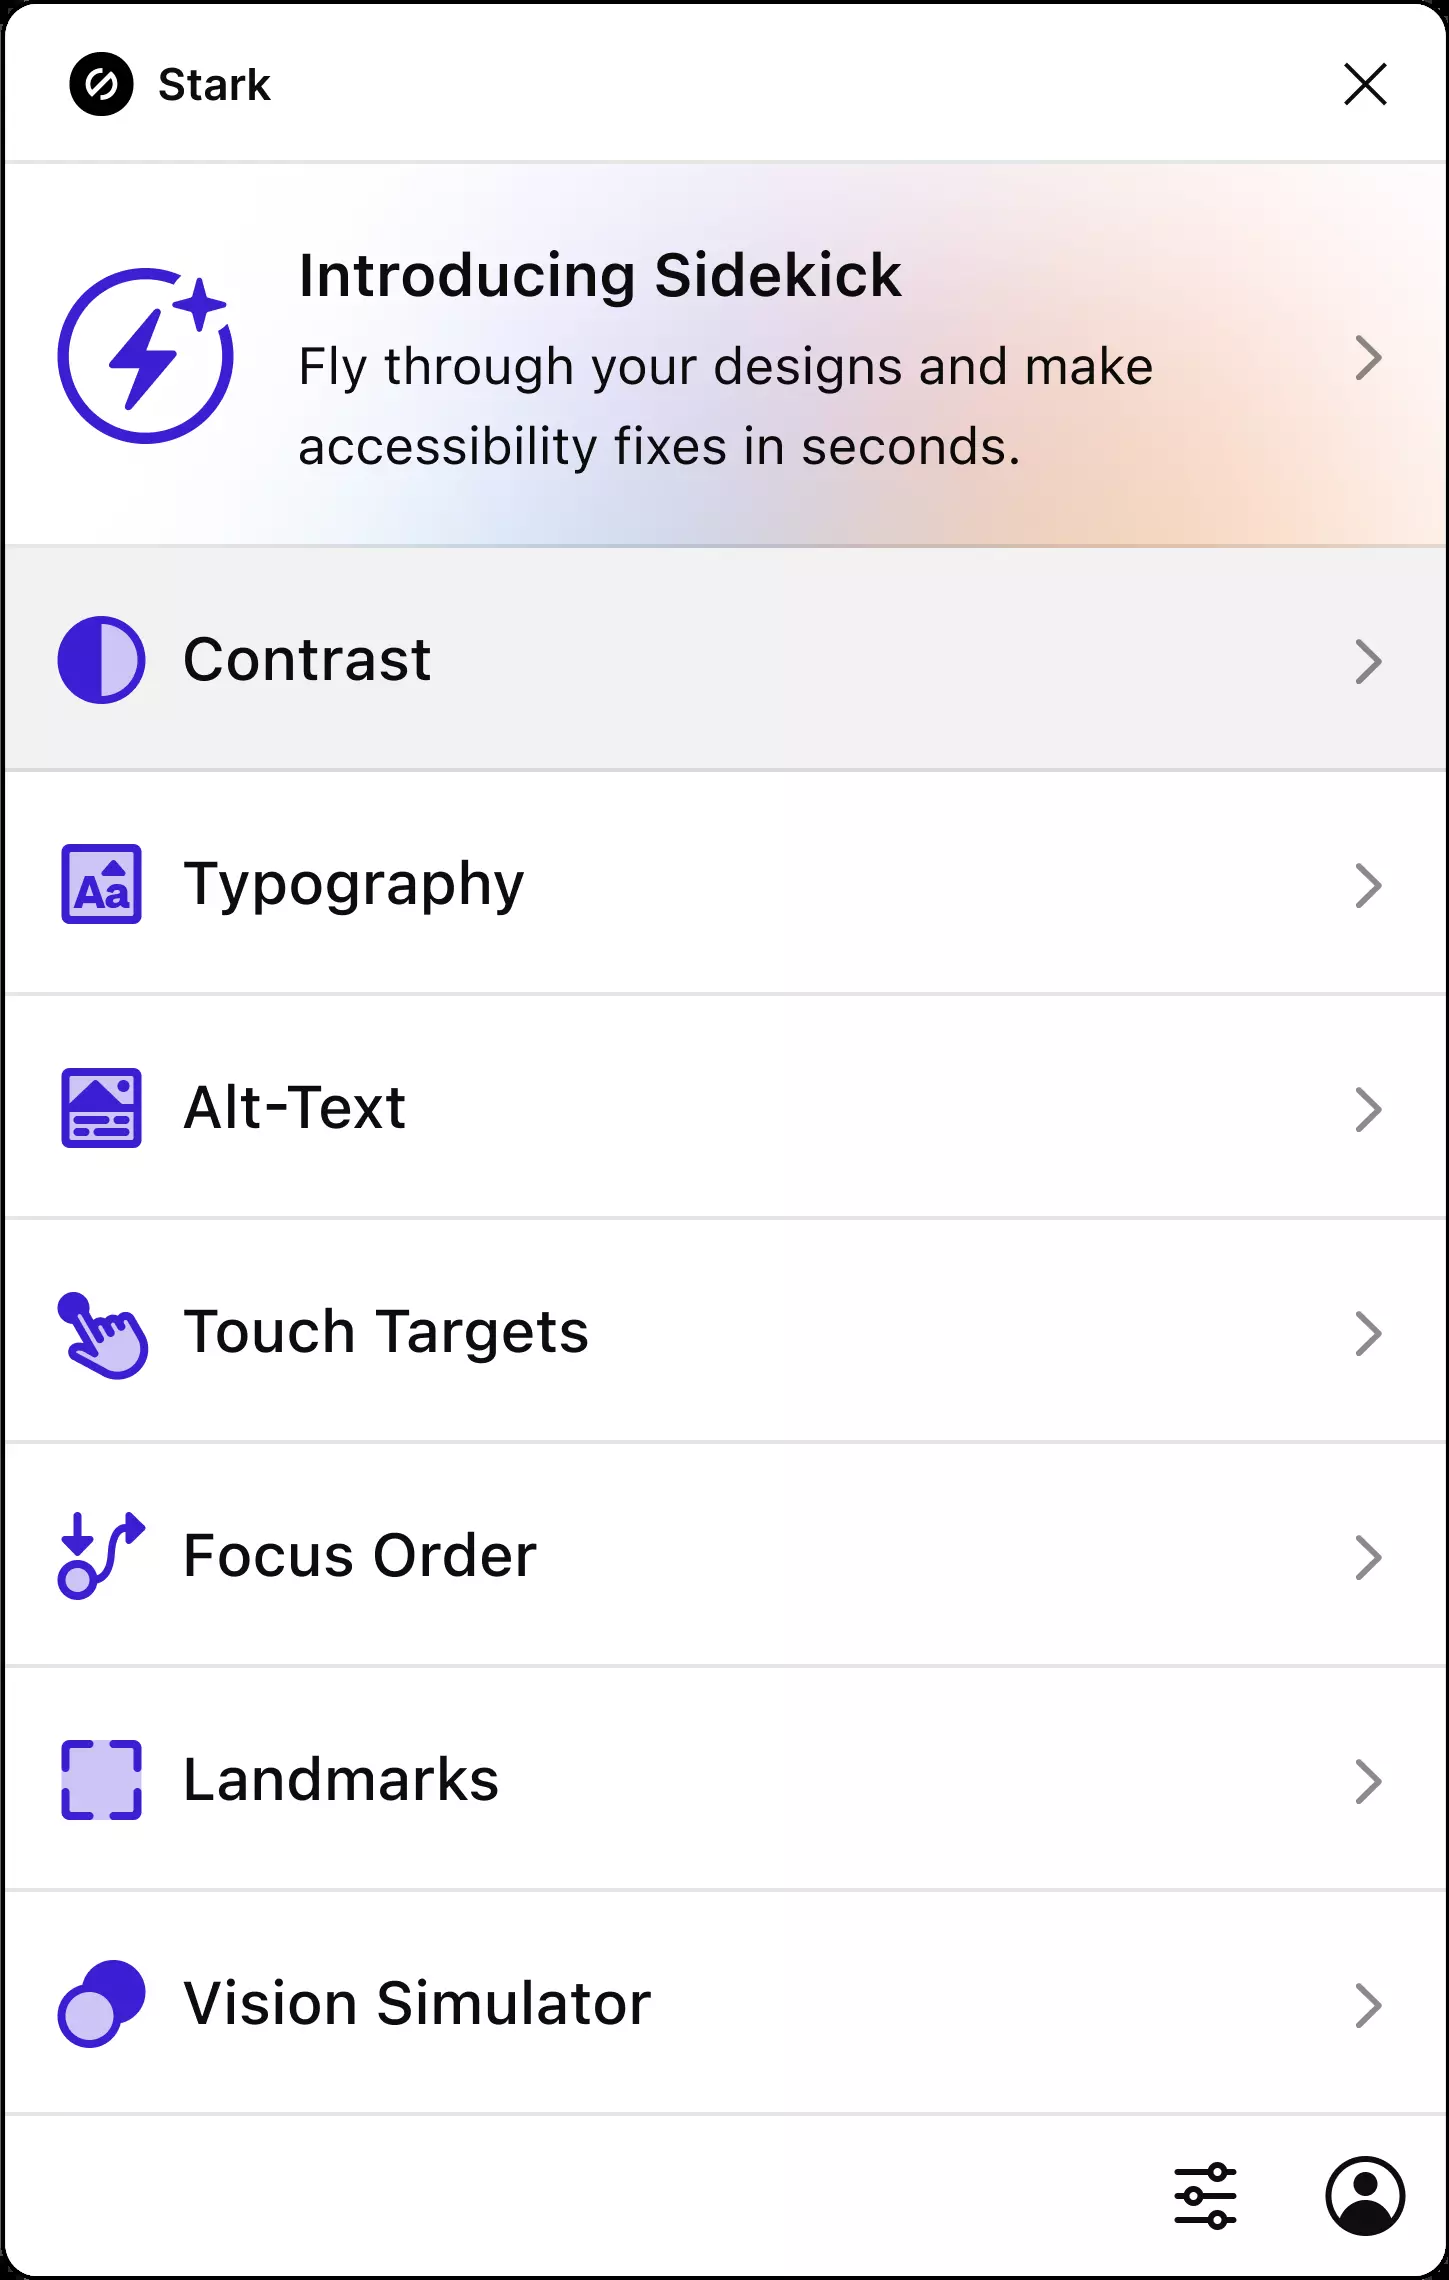 Stark
Introducing Sidekick
Fly through your designs and make
accessibility fixes in seconds.
Contrast
Aa
Typography
Alt-Text
Touch Targets
Focus Order
Landmarks
Vision Simulator